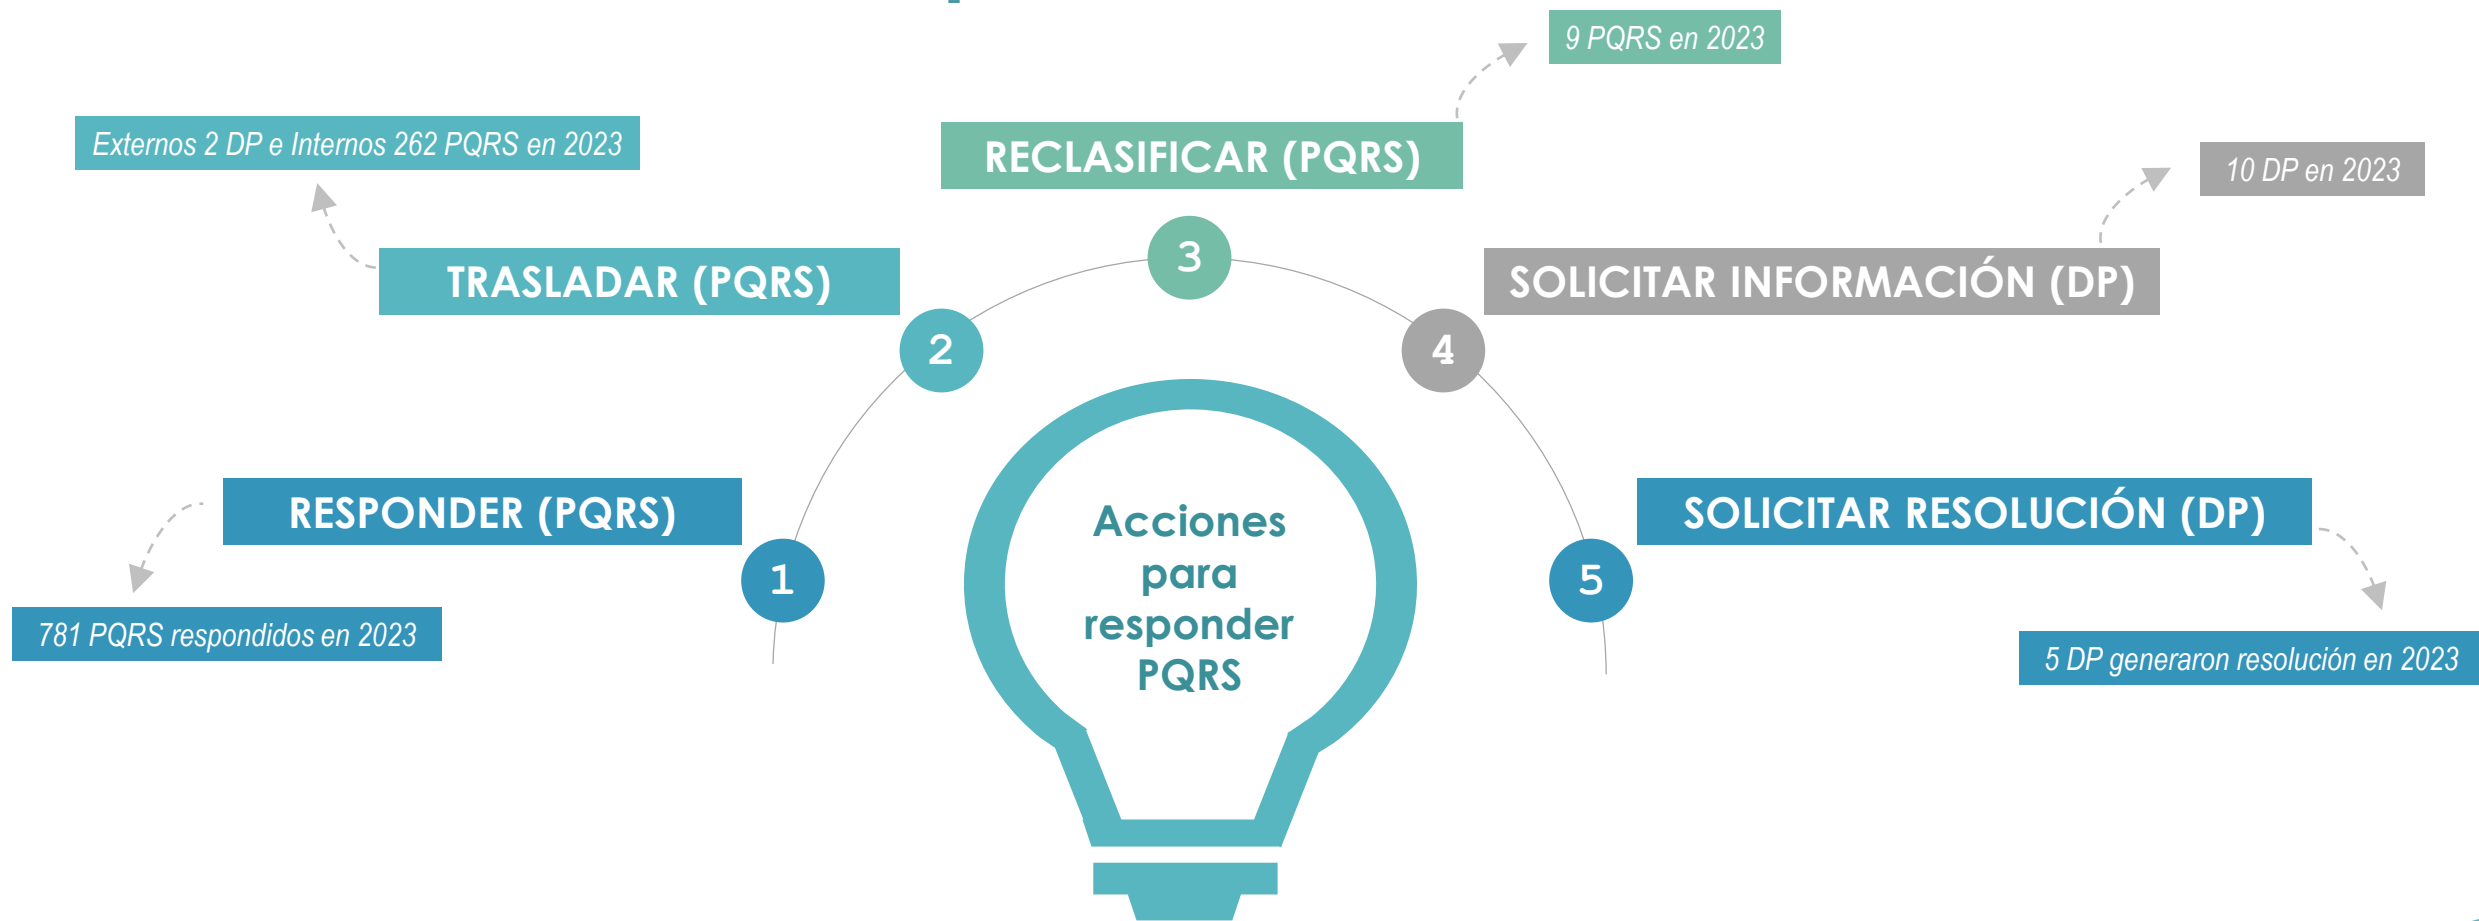 9 PQRS en 2023
Externos 2 DP e Internos 262 PQRS en 2023
RECLASIFICAR (PQRS)
10 DP en 2023
3
TRASLADAR (PQRS)
SOLICITAR INFORMACIÓN (DP)
2
4
RESPONDER (PQRS)
SOLICITAR RESOLUCIÓN (DP)
Acciones
para
responder
PQRS
1
5
781 PQRS respondidos en 2023
5 DP generaron resolución en 2023